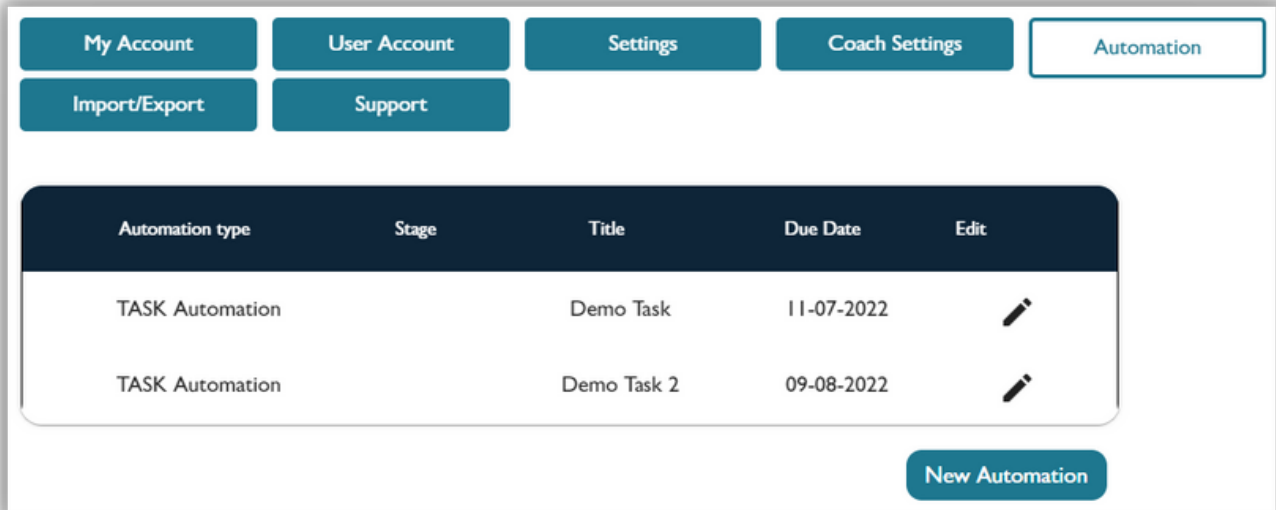 My Account User Account Settings Coach Settings Automation
Import/Export Support
Automation type Stage Title Due Date Edit
TASK Automation Demo Task 11-07-2022
TASK Automation Demo Task 2 09-08-2022
New Automation